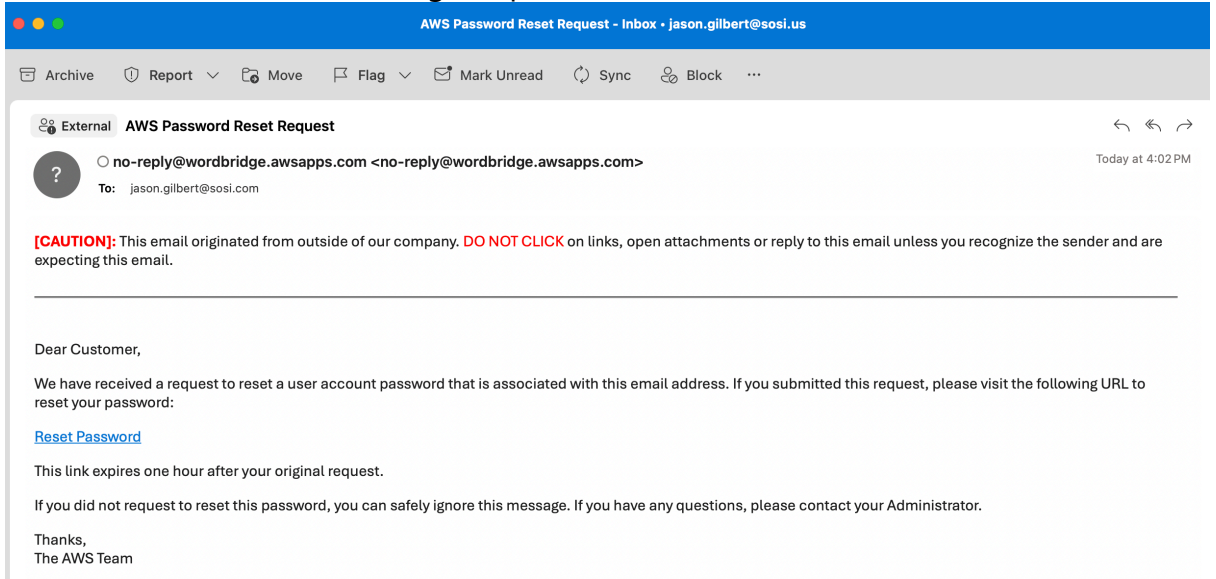 AWS Password Reset Request - Inbox • jason.gilbert@sosi.us
Archive Report Move Flag Mark Unread Sync Block ...
External AWS Password Reset Request
no-reply@wordbridge.awsapps.com <no-reply@wordbridge.awsapps.com>
Today at 4:02 PM
?
To: jason.gilbert@sosi.com
[CAUTION]: This email originated from outside of our company. DO NOT CLICK on links, open attachments or reply to this email unless you recognize the sender and are
expecting this email.
Dear Customer,
We have received a request to reset a user account password that is associated with this email address. If you submitted this request, please visit the following URL to
reset your password:
Reset Password
This link expires one hour after your original request.
If you did not request to reset this password, you can safely ignore this message. If you have any questions, please contact your Administrator.
Thanks,
The AWS Team